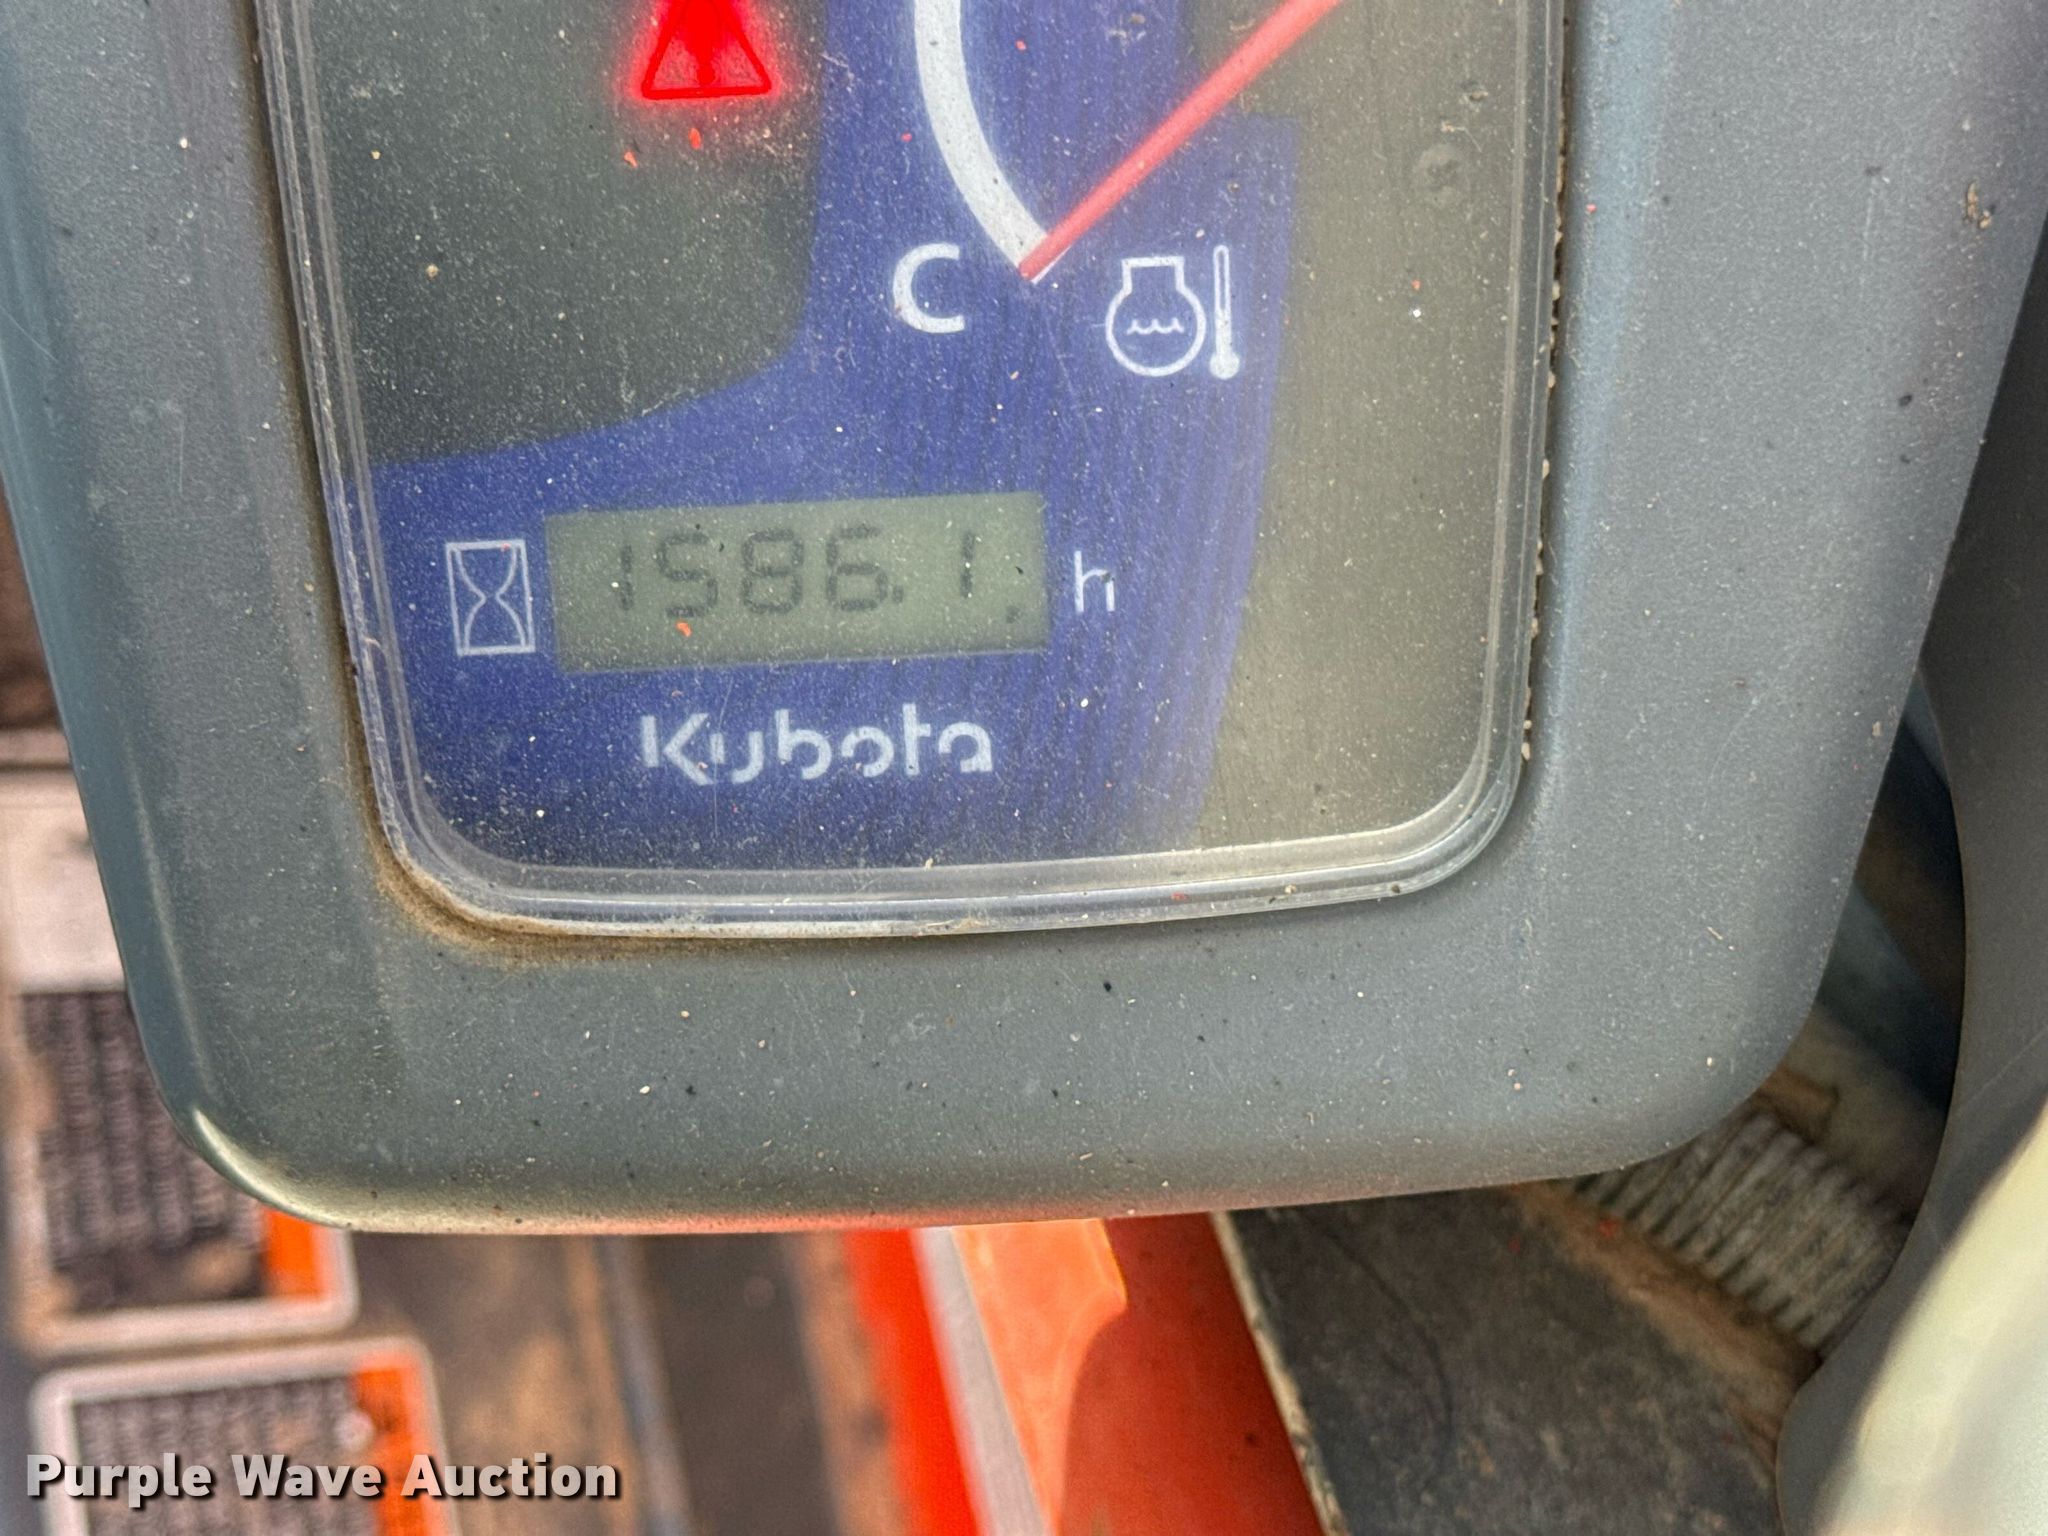 C
1586.1 h
Kubota
Purple Wave Auction